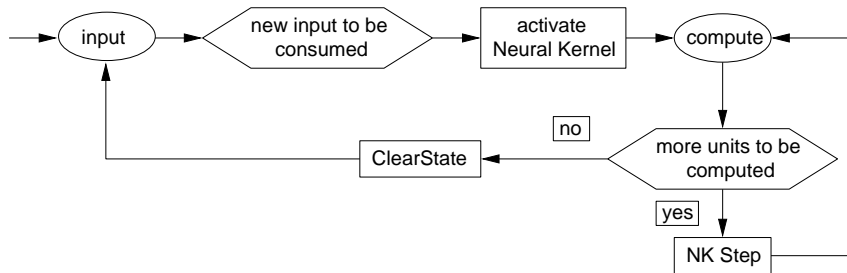 input
new input to be
consumed
activate
Neural Kernel
compute
no
ClearState
more units to be
computed
yes
NK Step